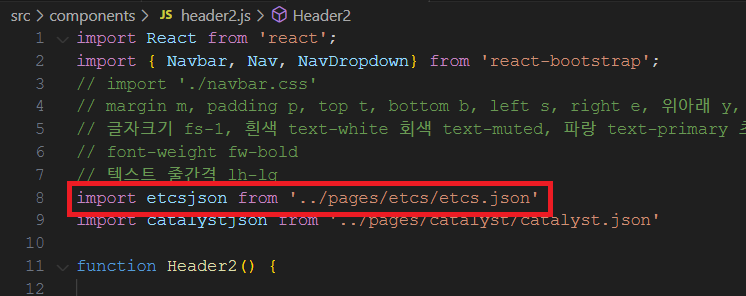 src > components > JS header2.js > Header2
1 import React from 'react';
2 import { Navbar, Nav, NavDropdown} from 'react-bootstrap';
3 // import './navbar.css'
4 // margin m, padding p, top t, bottom b, left s, right e, 위아래 y,
5 // 글자크기 fs-1, 흰색 text-white 회색 text-muted, 파랑 text-primary 초
6 // font-weight fw-bold
7 // 텍스트 줄간격 lh-lg
8 import etcsjson from '../pages/etcs/etcs.json'
9 import catalystjson from '../pages/catalyst/catalyst.json'
10
11 function Header2() {
12